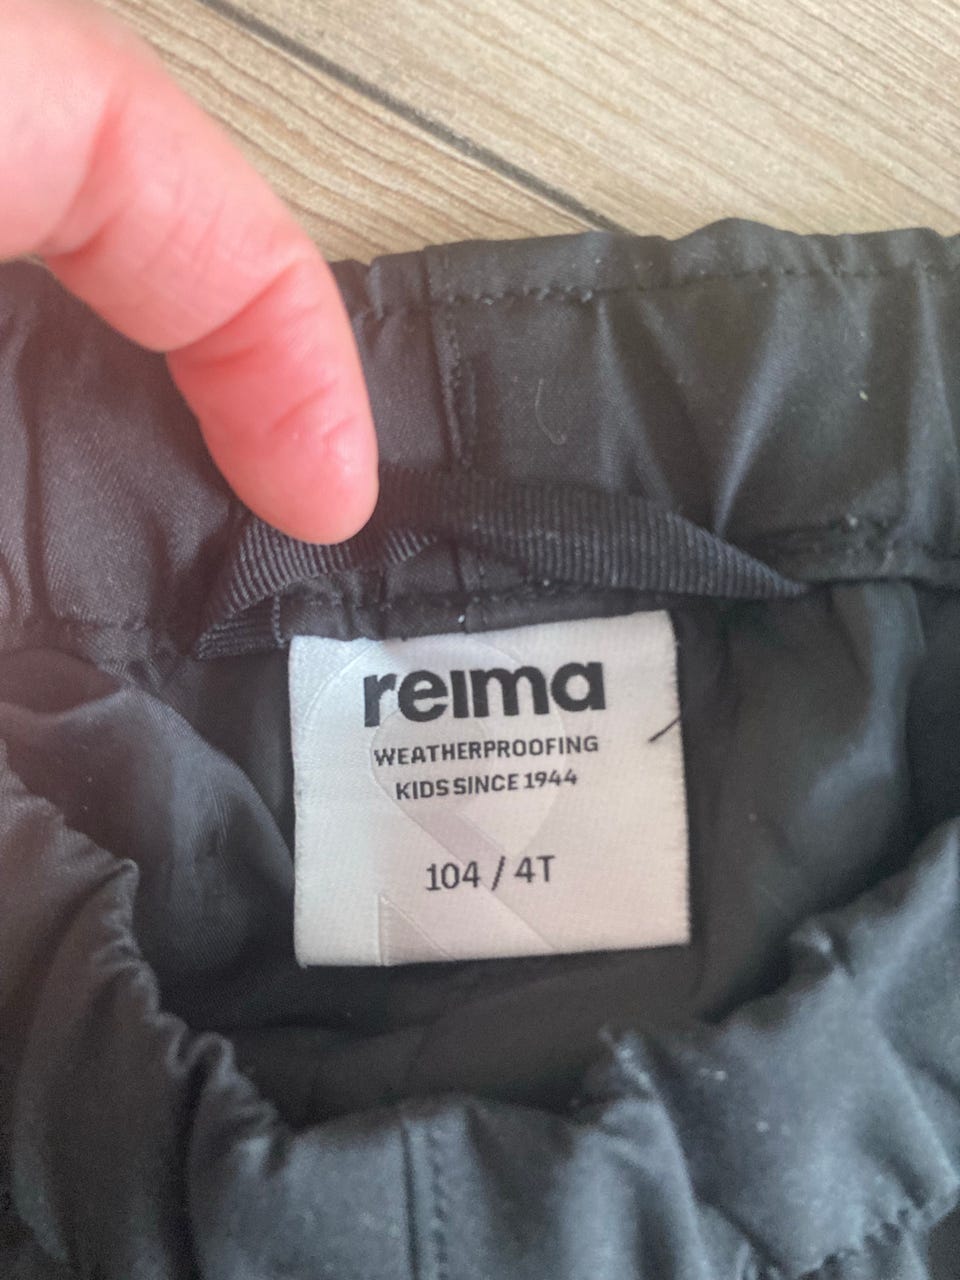 reima
WEATHERPROOFING
KIDS SINCE 1944
104 / 4T